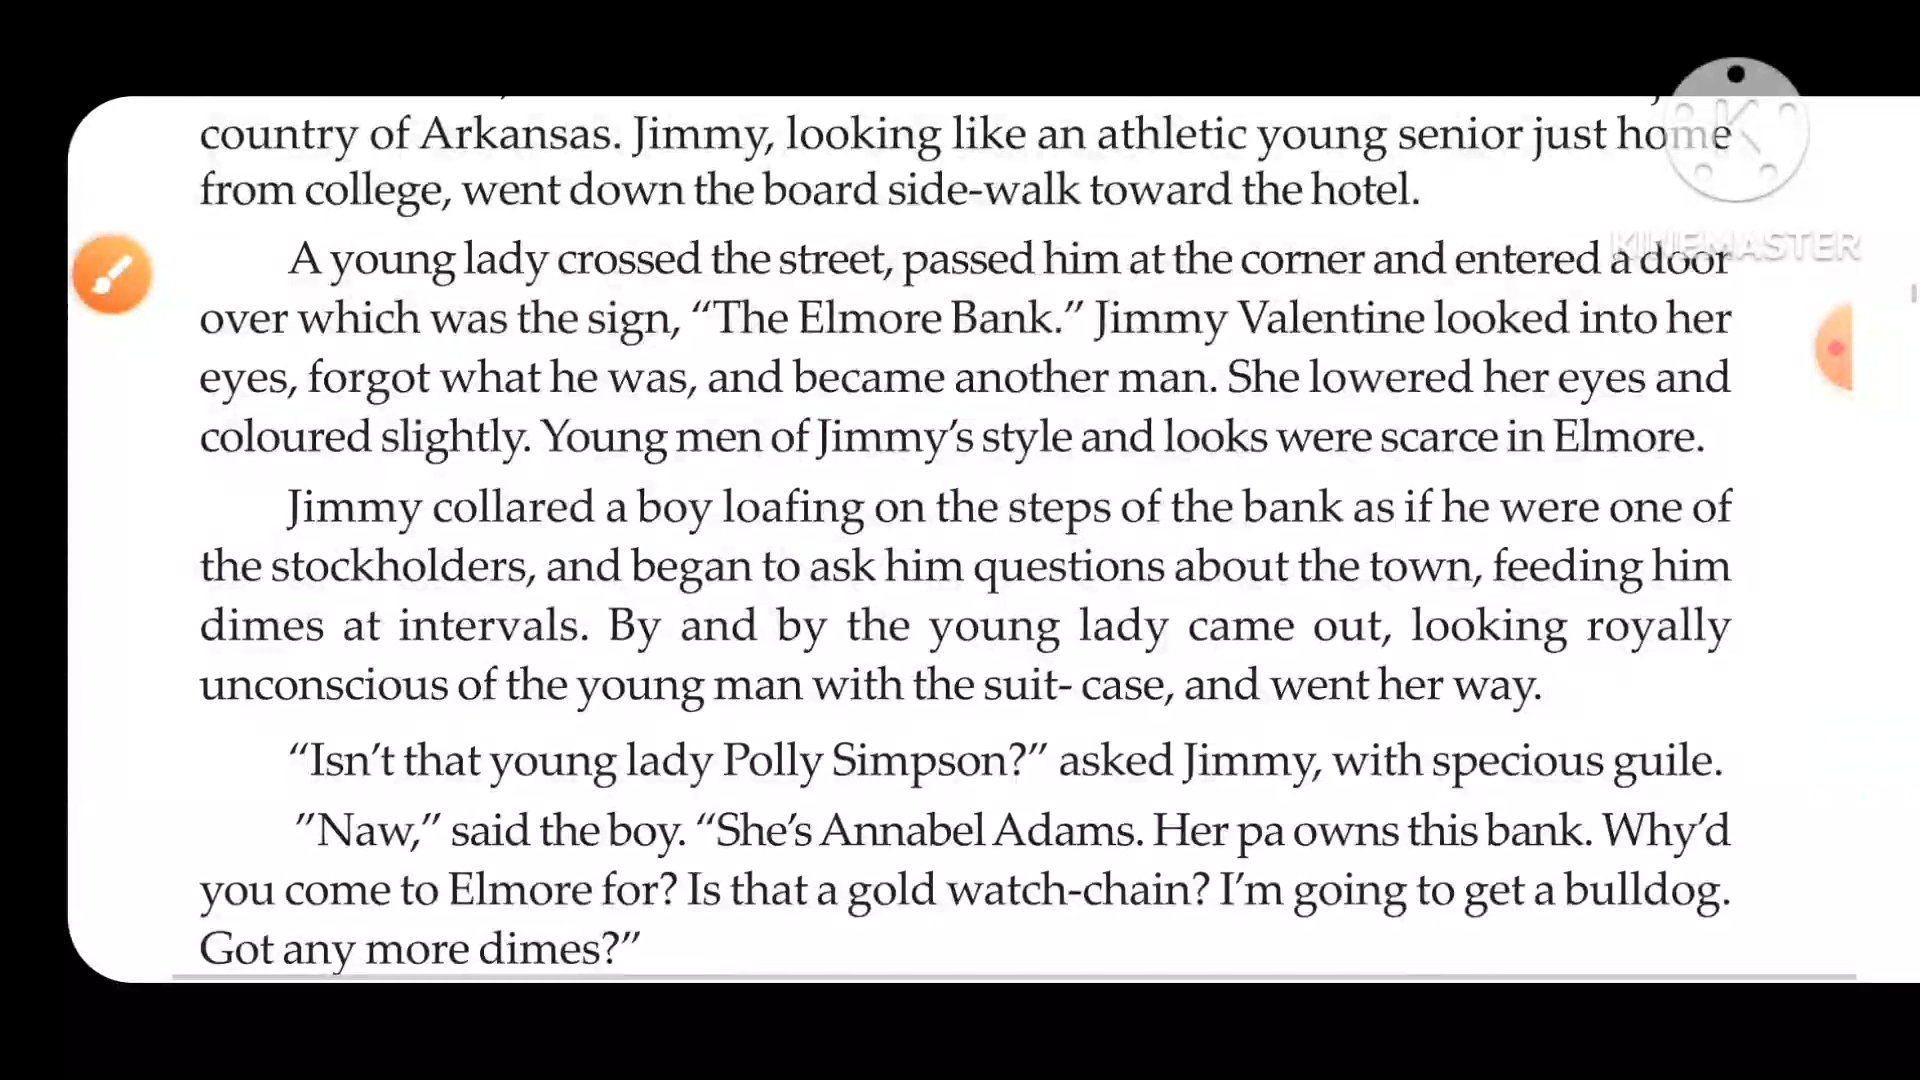 country of Arkansas. Jimmy, looking like an athletic young senior just home
from college, went down the board side-walk toward the hotel.
A young lady crossed the street, passed him at the corner and entered a door
over which was the sign, “The Elmore Bank.” Jimmy Valentine looked into her
eyes, forgot what he was, and became another man. She lowered her eyes and
coloured slightly. Young men of Jimmy’s style and looks were scarce in Elmore.
Jimmy collared a boy loafing on the steps of the bank as if he were one of
the stockholders, and began to ask him questions about the town, feeding him
dimes at intervals. By and by the young lady came out, looking royally
unconscious of the young man with the suit- case, and went her way.
“Isn’t that young lady Polly Simpson?” asked Jimmy, with specious guile.
”Naw,” said the boy. “She’s Annabel Adams. Her pa owns this bank. Why’d
you come to Elmore for? Is that a gold watch-chain? I’m going to get a bulldog.
Got any more dimes?”
K
KINEMASTER